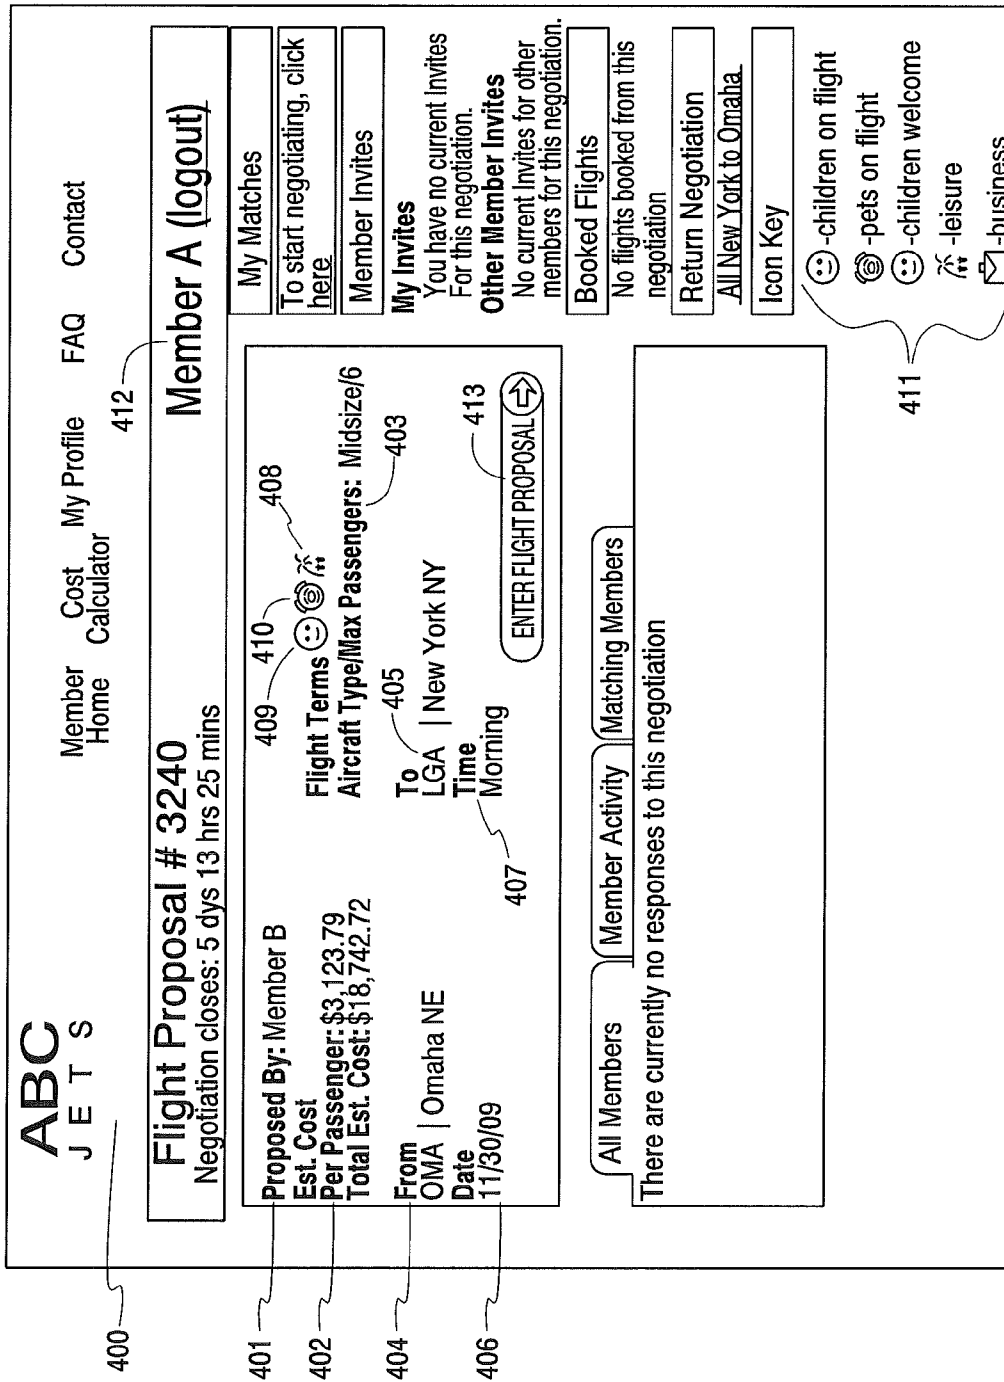 ABC
JETS
Member Home
Cost Calculator
My Profile
FAQ
Contact
400
412
Flight Proposal # 3240
Negotiation closes: 5 dys 13 hrs 25 mins
Member A (logout)
401
Proposed By: Member B
Est. Cost
402
Per Passenger: $3,123.79
Total Est. Cost: $18,742.72
404
From
OMA | Omaha NE
Date
406
11/30/09
409
410
408
Flight Terms
Aircraft Type/Max Passengers: Midsize/6
403
To
405
LGA | New York NY
Time
Morning
407
413
ENTER FLIGHT PROPOSAL
All Members
Member Activity
Matching Members
There are currently no responses to this negotiation
My Matches
To start negotiating, click
here
Member Invites
My Invites
You have no current Invites
For this negotiation.
Other Member Invites
No current Invites for other
members for this negotiation.
Booked Flights
No flights booked from this
negotiation
Return Negotiation
All New York to Omaha
Icon Key
-children on flight
-pets on flight
-children welcome
-leisure
-business
411